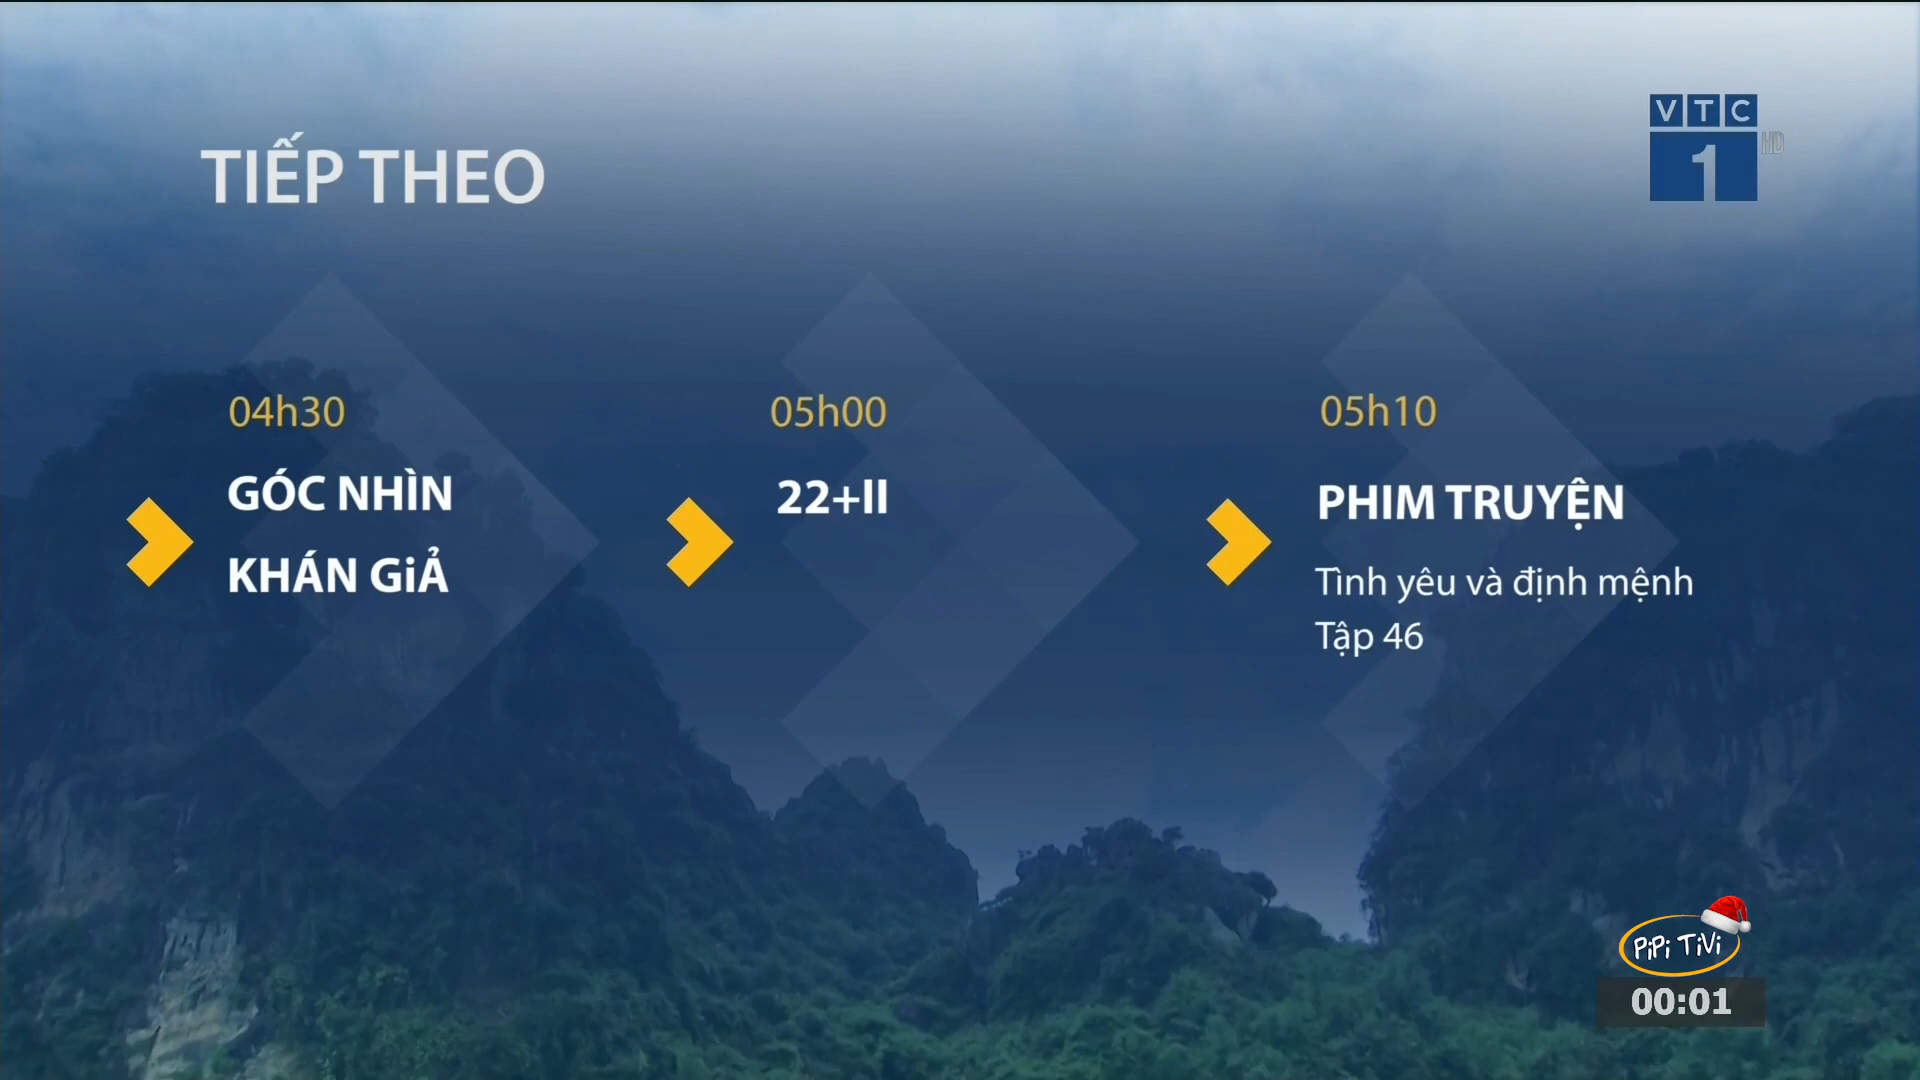 TIẾP THEO
VTC
1
HD
04h30
GÓC NHÌN
KHÁN GiẢ
05h00
22+II
05h10
PHIM TRUYỆN
Tình yêu và định mệnh
Tập 46
PiPi TiVi
00:01